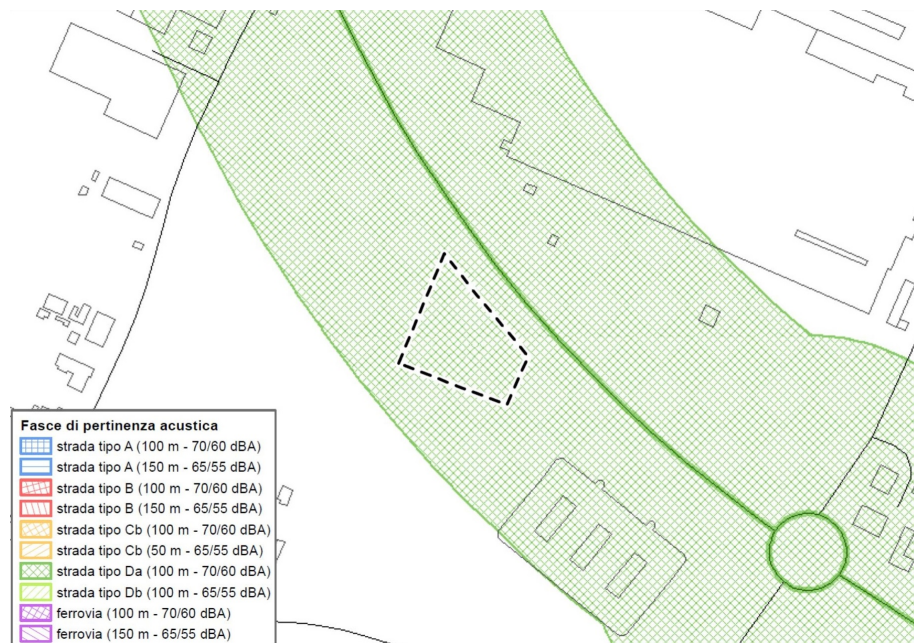 Fasce di pertinenza acustica
strada tipo A (100 m - 70/60 dBA)
strada tipo A (150 m - 65/55 dBA)
strada tipo B (100 m - 70/60 dBA)
strada tipo B (150 m - 65/55 dBA)
strada tipo Cb (100 m - 70/60 dBA)
strada tipo Cb (50 m - 65/55 dBA)
strada tipo Da (100 m - 70/60 dBA)
strada tipo Db (100 m - 65/55 dBA)
ferrovia (100 m - 70/60 dBA)
ferrovia (150 m - 65/55 dBA)